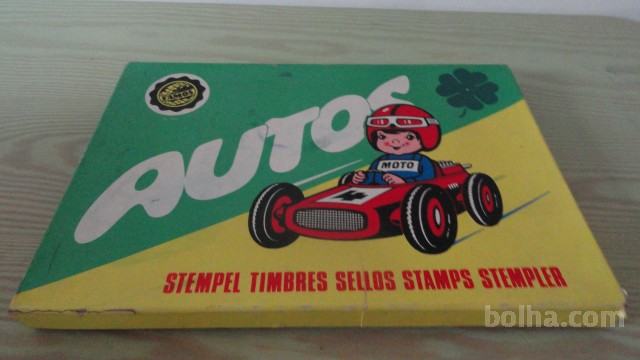 AUTOS
MOTO
4
STEMPEL TIMBRES SELLOS STAMPS STEMPLER
bolha.com